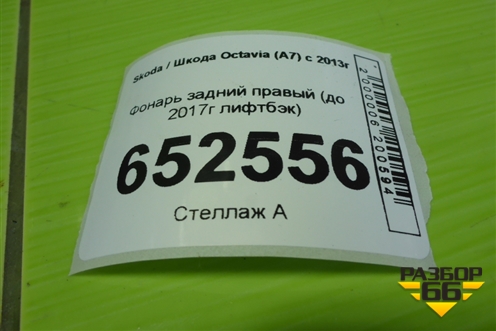 Skoda / Шкода Octavia (A7) с 2013г
Фонарь задний правый (до
2017г лифтбэк)
652556
Стеллаж А
2000006200594
РАЗБОР
66